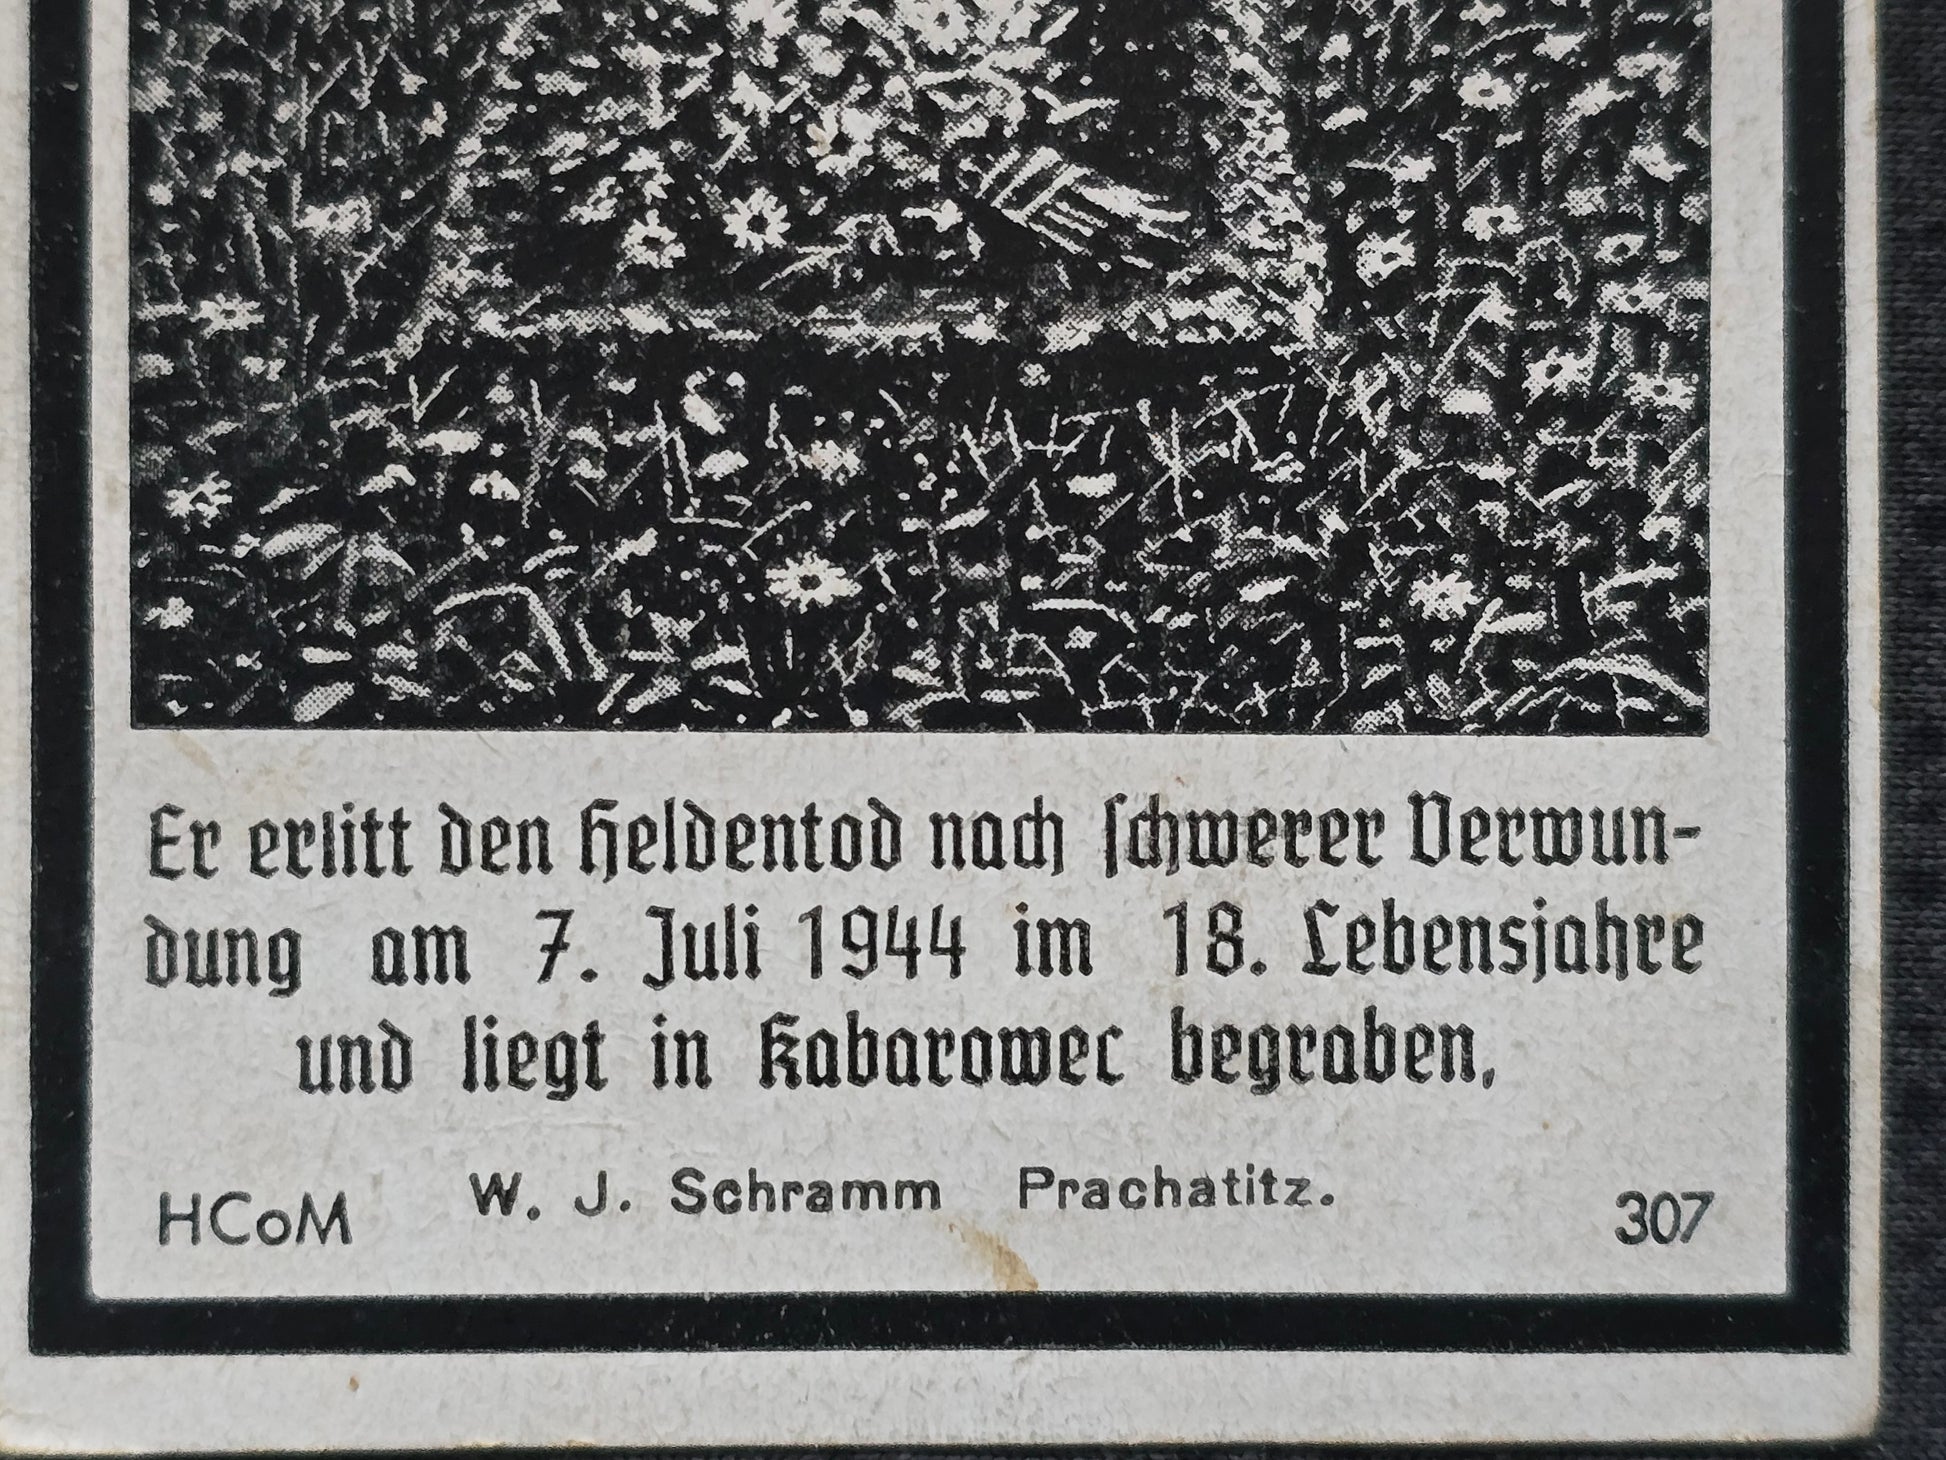 Er erlitt den Heldentod nach schwerer Verwun-
dung am 7. Juli 1944 im 18. Lebensjahre
und liegt in Kabarowec begraben.
HCoM W. J. Schramm Prachatitz. 307